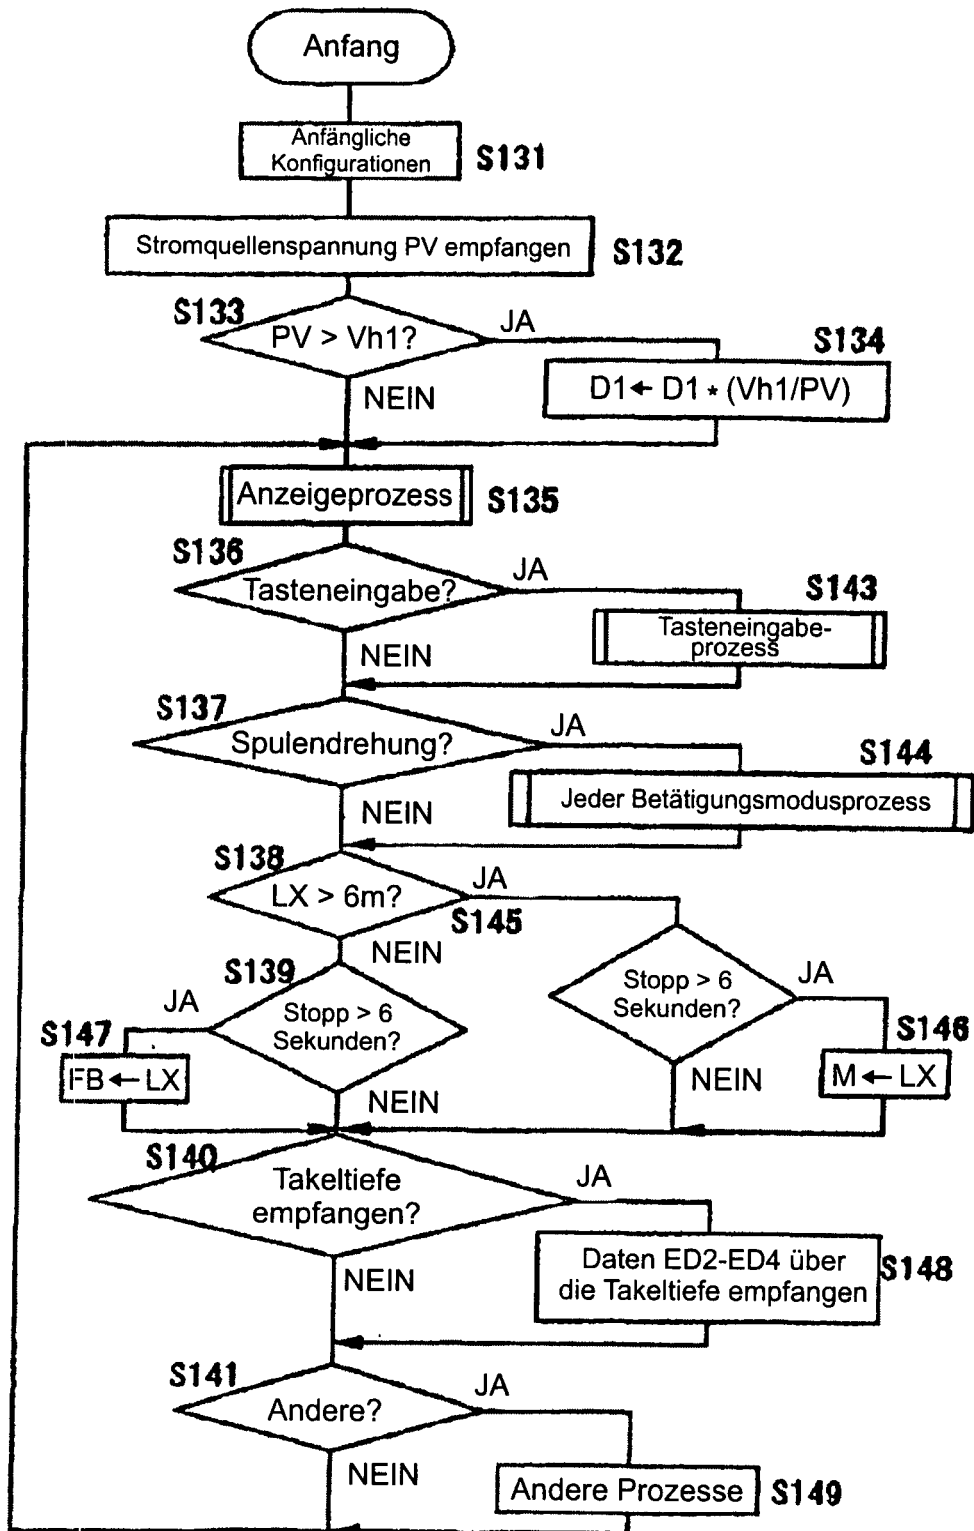 Anfang
Anfängliche
Konfigurationen
S131
Stromquellenspannung PV empfangen
S132
S133
PV > Vh1?
JA
S134
D1← D1 * (Vh1/PV)
NEIN
Anzeigeprozess
S135
S136
Tasteneingabe?
JA
S143
Tasteneingabe-
prozess
NEIN
S137
Spulendrehung?
JA
S144
Jeder Betätigungsmodusprozess
NEIN
S138
LX > 6m?
JA
S145
NEIN
S139
JA
Stopp > 6
Sekunden?
Stopp > 6
Sekunden?
JA
S147
FB ← LX
S146
M ← LX
NEIN
NEIN
S140
Takeltiefe
empfangen?
JA
Daten ED2-ED4 über
die Takeltiefe empfangen
S148
NEIN
S141
Andere?
JA
NEIN
Andere Prozesse
S149